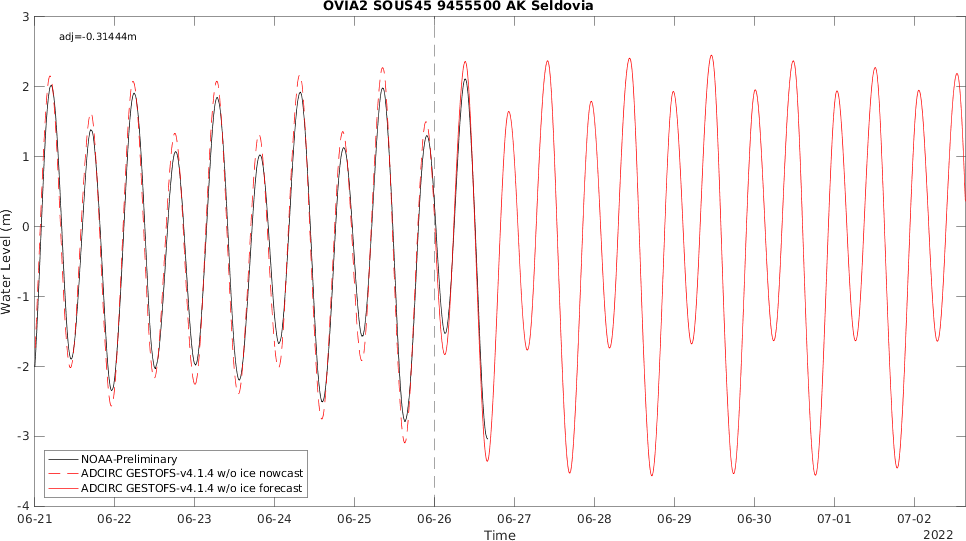 OVIA2 SOUS45 9455500 AK Seldovia
adj=-0.31444m
3
2
1
0
-1
-2
-3
-4
Water Level (m)
NOAA-Preliminary
ADCIRC GESTOFS-v4.1.4 w/o ice nowcast
ADCIRC GESTOFS-v4.1.4 w/o ice forecast
06-21 06-22 06-23 06-24 06-25 06-26 06-27 06-28 06-29 06-30 07-01 07-02
Time
2022